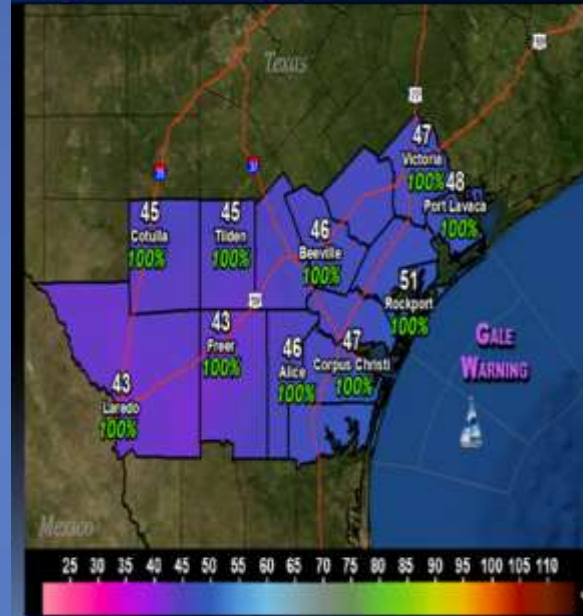 Texas
47
Victoria
100%
48
Port Lavaca
100%
45
Cotulla
100%
45
Tilden
100%
46
Beeville
100%
51
Rockport
100%
43
Freer
100%
46
Alice
100%
47
Corpus Christi
100%
43
Laredo
100%
GALE
WARNING
Mexico
25 30 35 40 45 50 55 60 65 70 75 80 85 90 95 100 105 110